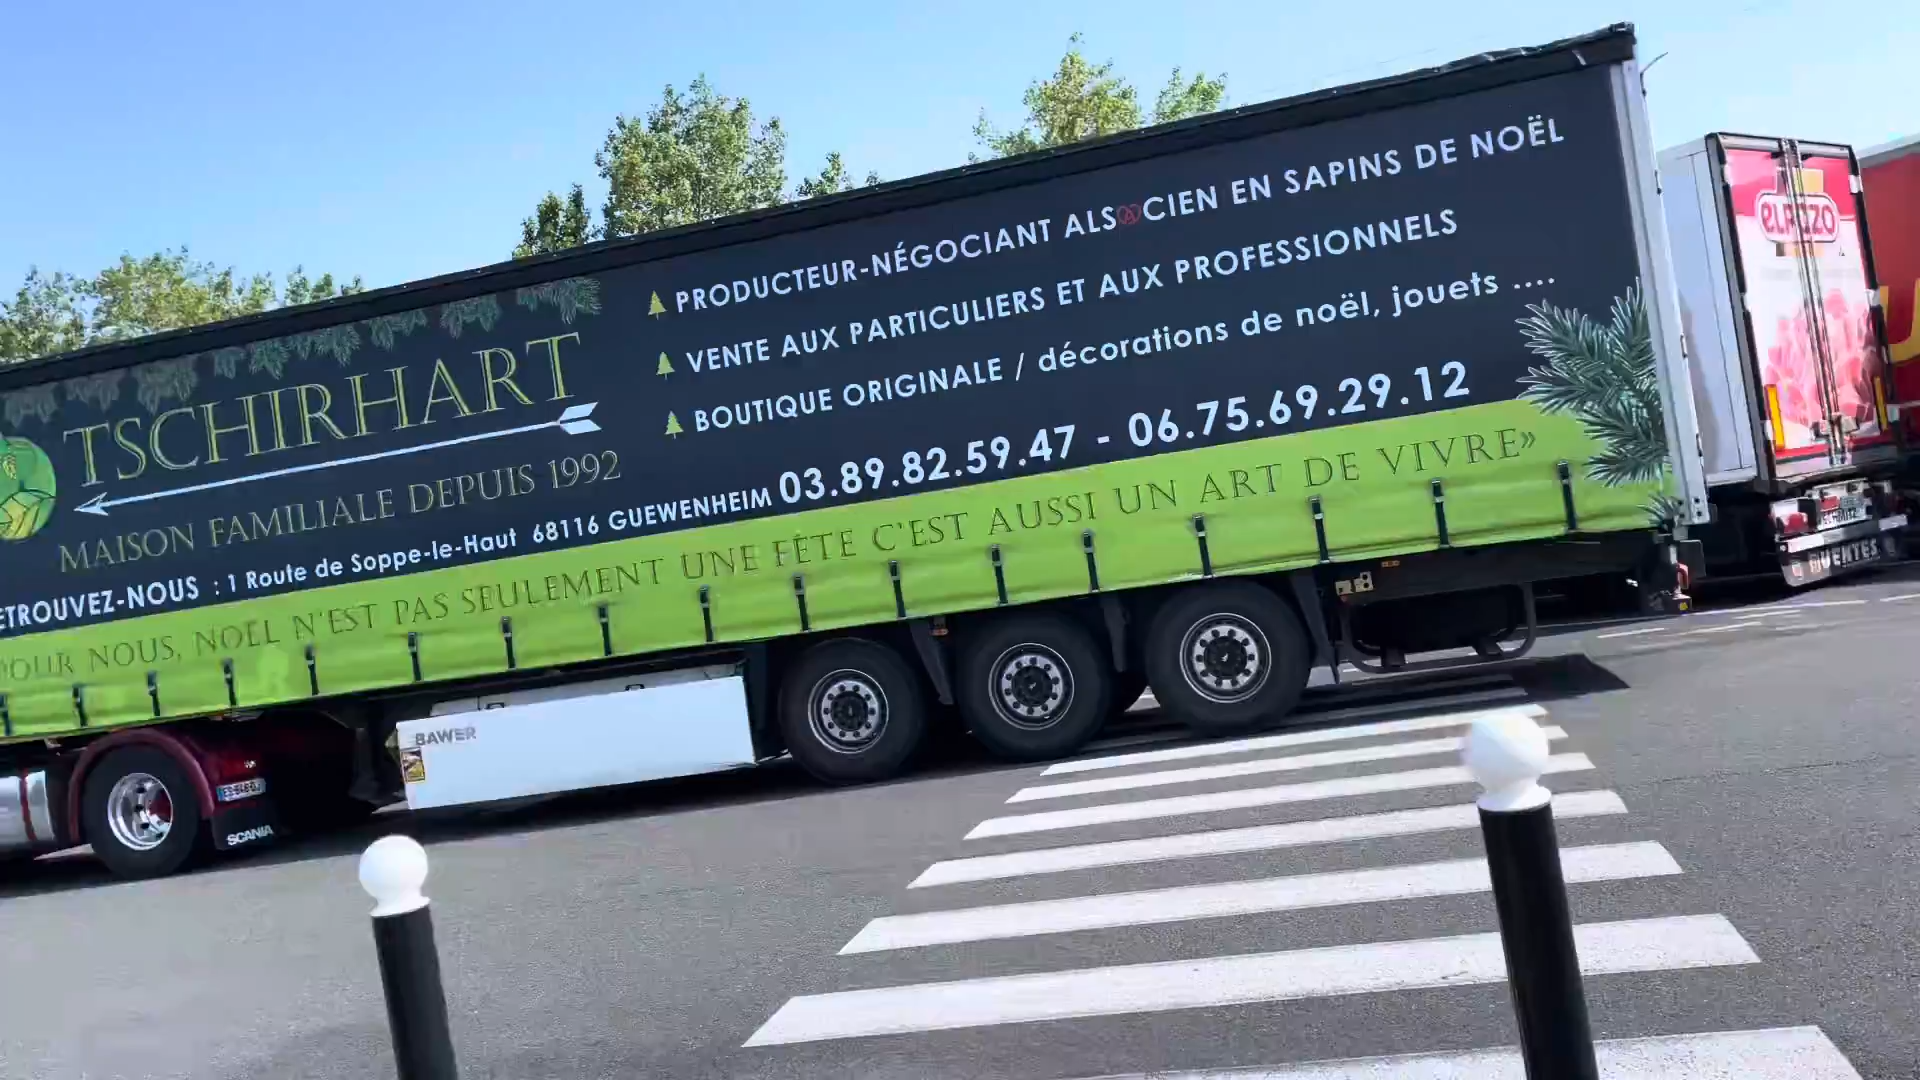 PRODUCTEUR-NÉGOCIANT ALSACIEN EN SAPINS DE NOËL
VENTE AUX PARTICULIERS ET AUX PROFESSIONNELS
BOUTIQUE ORIGINALE / décorations de noël, jouets ....
03.89.82.59.47 - 06.75.69.29.12
TSCHIRHART
MAISON FAMILIALE DEPUIS 1992
ETROUVEZ-NOUS : 1 Route de Soppe-le-Haut 68116 GUEWENHEIM
POUR NOUS, NOËL N'EST PAS SEULEMENT UNE FÊTE C'EST AUSSI UN ART DE VIVRE»
BAWER
SCANIA
ELPOZO
FUENTES